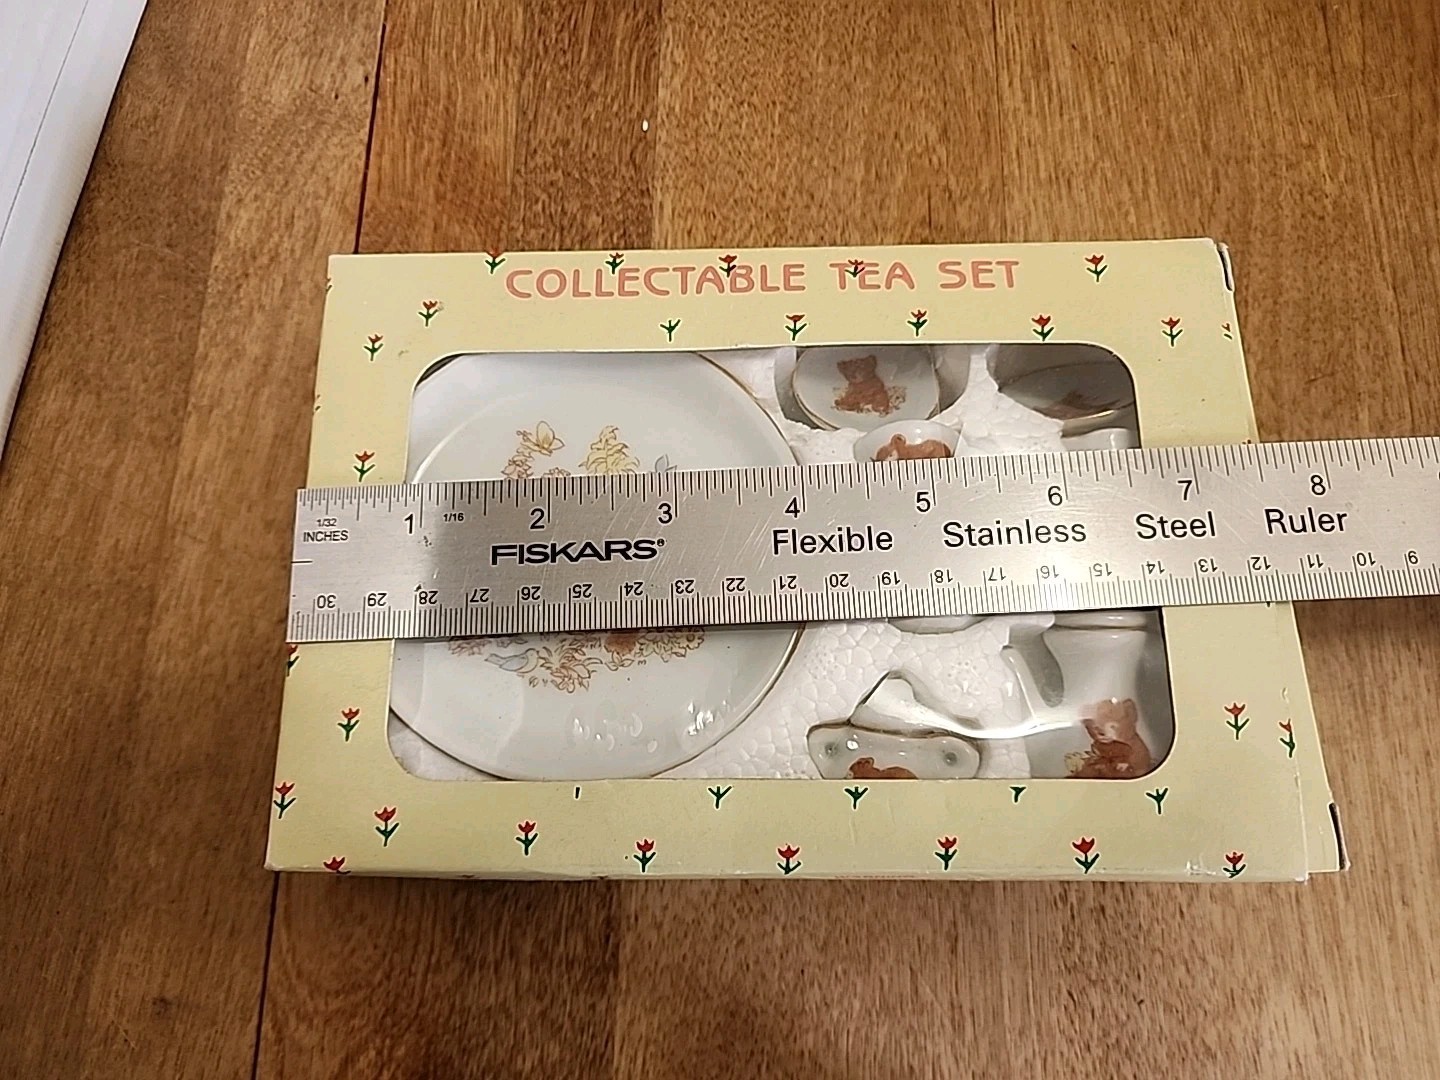 COLLECTABLE TEA SET
1 2 3 4 5 6 7 8
1/32 1/16
INCHES
FISKARS® Flexible Stainless Steel Ruler
30 29 28 27 26 25 24 23 22 21 20 19 18 17 16 15 14 13 12 11 10 9